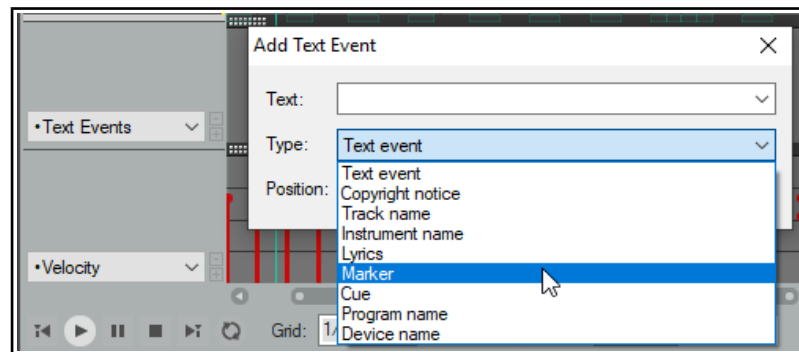 Add Text Event
Text:
•Text Events
Type: Text event
Text event
Position: Copyright notice
Track name
Instrument name
Lyrics
•Velocity
Marker
Cue
Program name
Grid: 1/
Device name